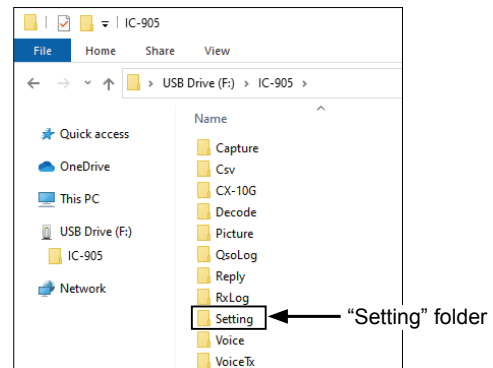 IC-905
File Home Share View
USB Drive (F:) > IC-905 >
Name
Quick access
OneDrive
This PC
USB Drive (F:)
IC-905
Network
Capture
Csv
CX-10G
Decode
Picture
QsoLog
Reply
RxLog
Setting
Voice
VoiceTx
“Setting” folder